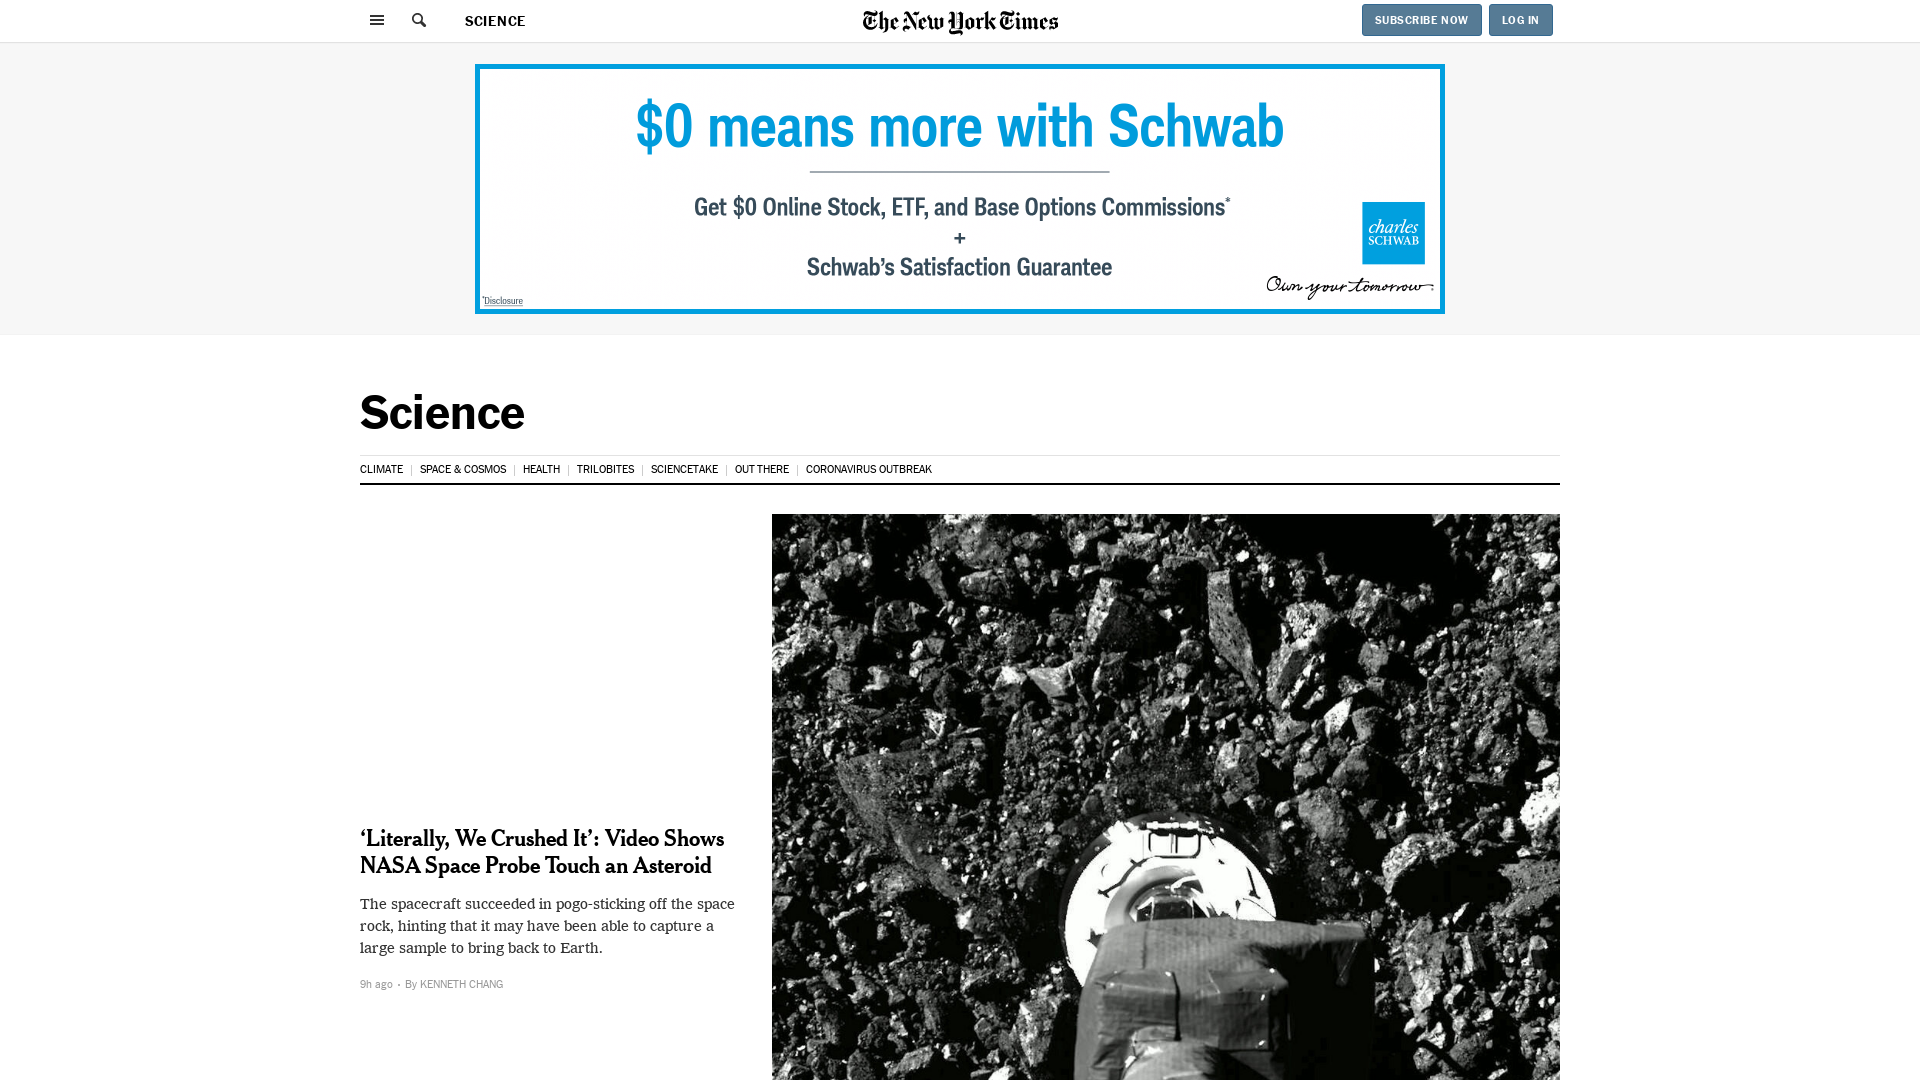 SCIENCE
The New York Times
SUBSCRIBE NOW
LOG IN
$0 means more with Schwab
Get $0 Online Stock, ETF, and Base Options Commissions*
+
Schwab’s Satisfaction Guarantee
charles
SCHWAB
Own your tomorrow.
*Disclosure
Science
CLIMATE
SPACE & COSMOS
HEALTH
TRILOBITES
SCIENCETAKE
OUT THERE
CORONAVIRUS OUTBREAK
‘Literally, We Crushed It’: Video Shows
NASA Space Probe Touch an Asteroid
The spacecraft succeeded in pogo-sticking off the space
rock, hinting that it may have been able to capture a
large sample to bring back to Earth.
9h ago • By KENNETH CHANG